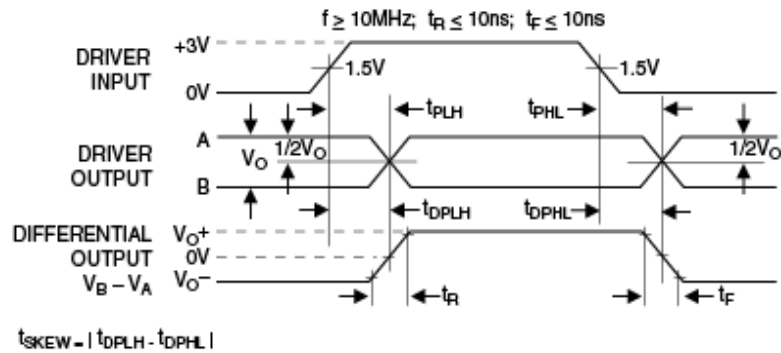 f ≥ 10MHz; tR ≤ 10ns; tF ≤ 10ns
DRIVER
INPUT
+3V
0V
1.5V
1.5V
tPLH
tPHL
DRIVER
OUTPUT
A
B
VO
1/2VO
1/2VO
tDPLH
tDPHL
DIFFERENTIAL
OUTPUT
VB – VA
VO+
0V
VO–
tR
tF
tSKEW = | tDPLH - tDPHL |